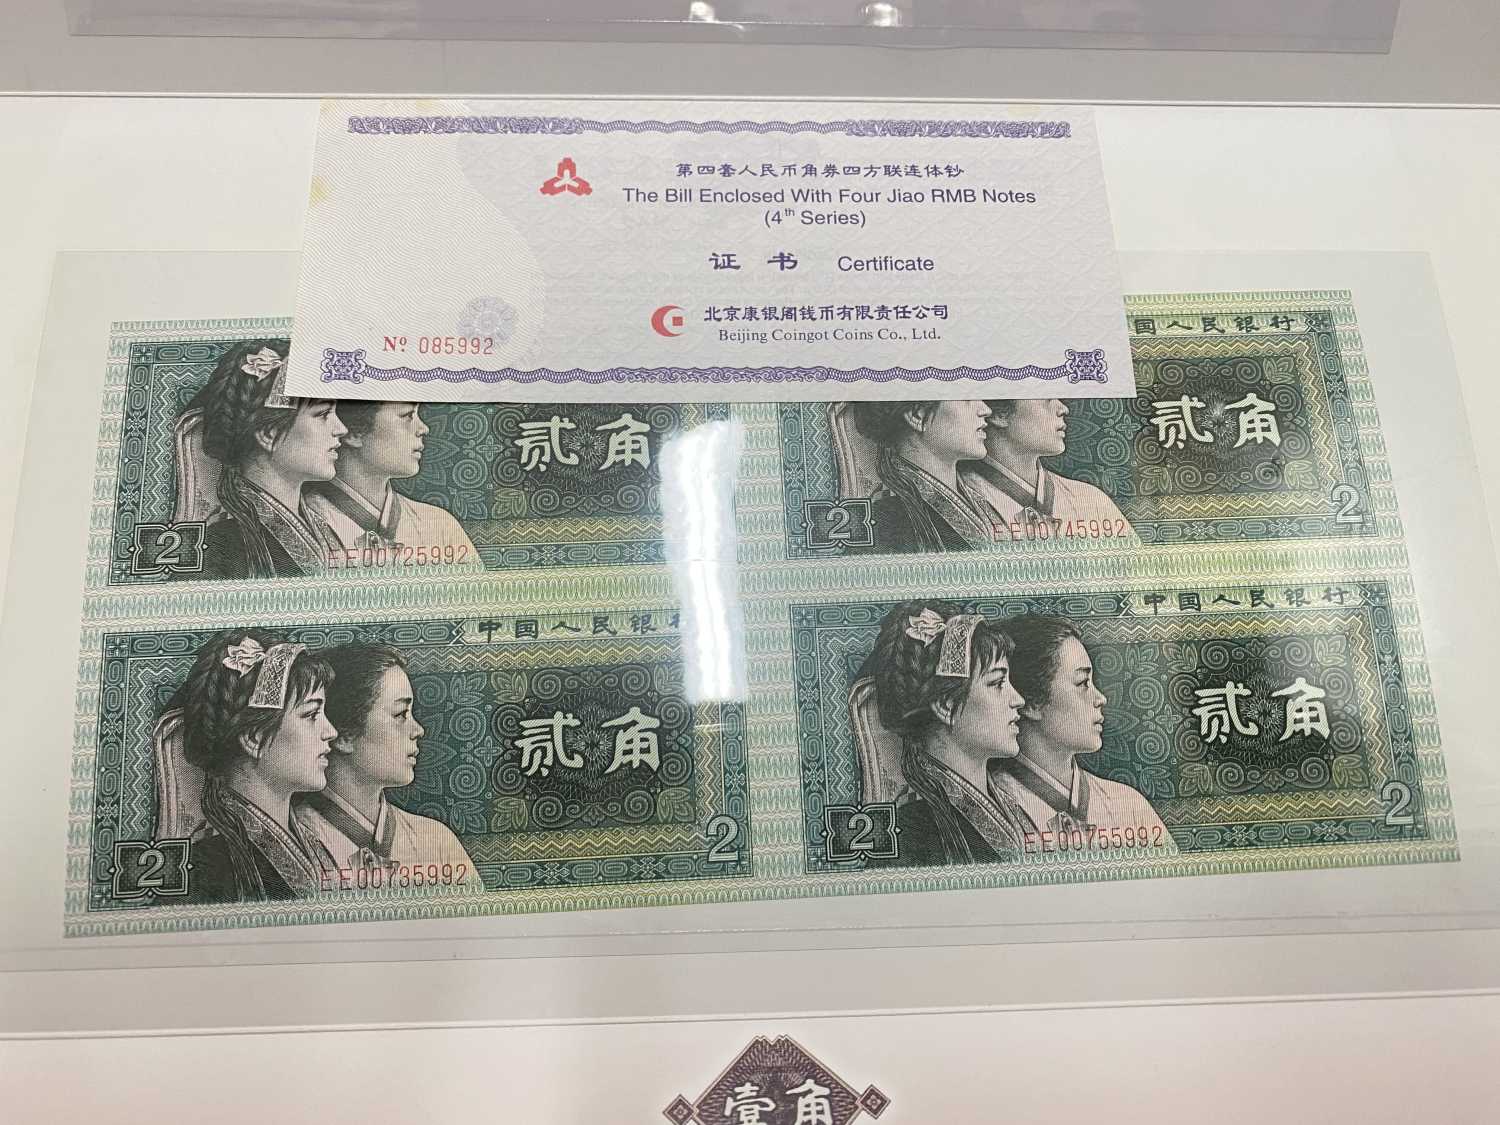 第四套人民币角券四方联连体钞
The Bill Enclosed With Four Jiao RMB Notes
(4th Series)
证书 Certificate
北京康银阁钱币有限责任公司
Beijing Coingot Coins Co., Ltd.
Nº 085992
国人民银行
贰角
2
EE00725992
贰角
2
2
EE00745992
中国人民银
贰角
2
2
EE00735992
中国人民银行
贰角
2
2
EE00755992
壹角